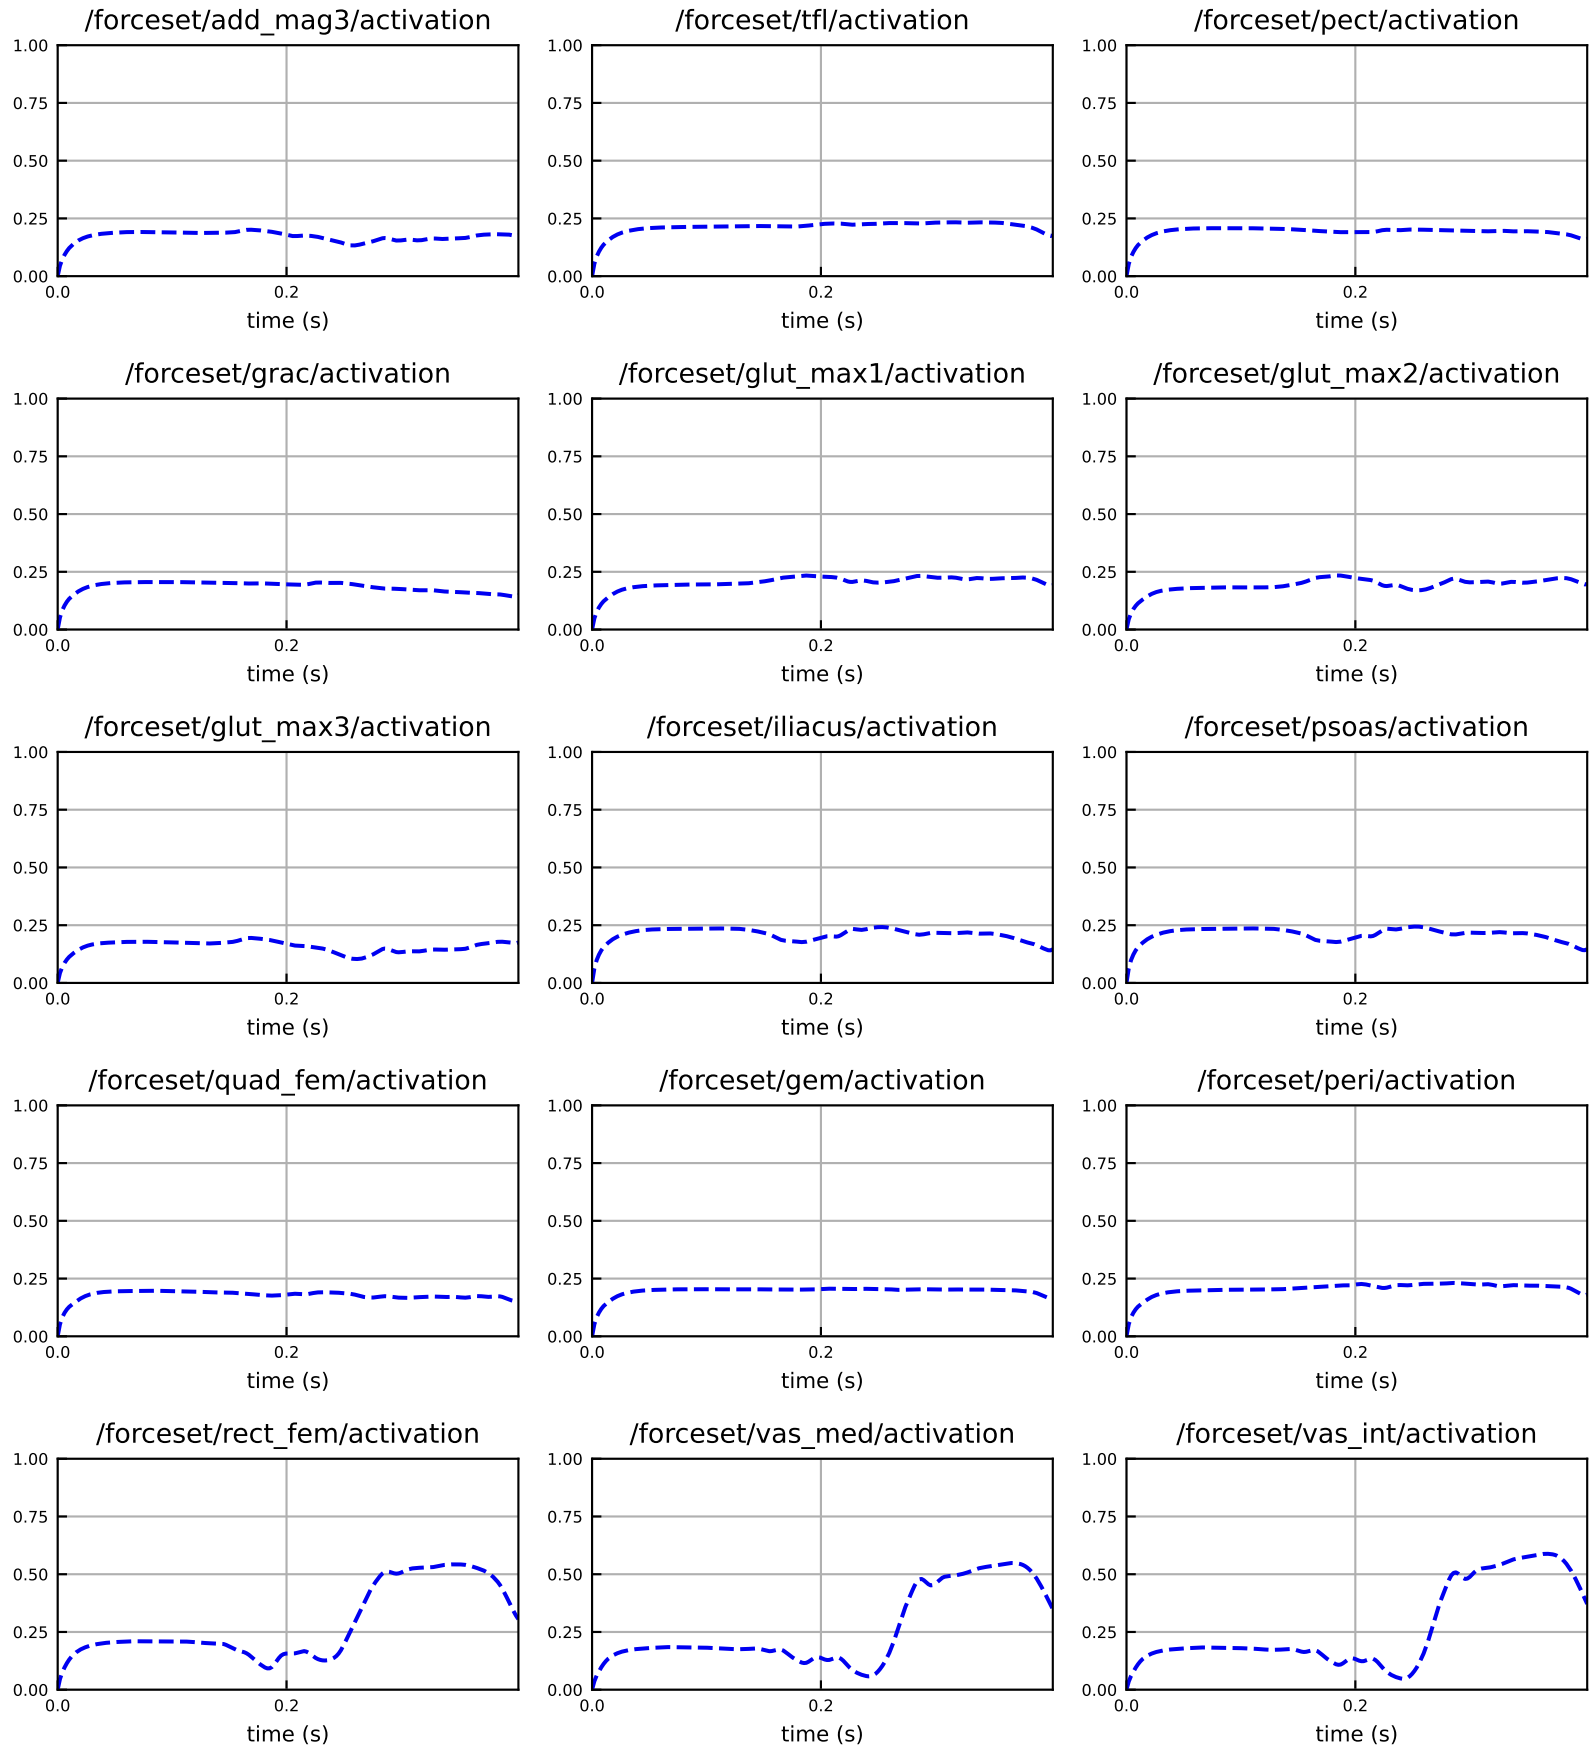 /forceset/add_mag3/activation /forceset/tfl/activation /forceset/pect/activation
1.00 1.00 1.00
0.75 0.75 0.75
0.50 0.50 0.50
0.25 0.25 0.25
0.00 0.00 0.00
0.0 0.2 0.0 0.2 0.0 0.2
time (s) time (s) time (s)
/forceset/grac/activation /forceset/glut_max1/activation /forceset/glut_max2/activation
1.00 1.00 1.00
0.75 0.75 0.75
0.50 0.50 0.50
0.25 0.25 0.25
0.00 0.00 0.00
0.0 0.2 0.0 0.2 0.0 0.2
time (s) time (s) time (s)
/forceset/glut_max3/activation /forceset/iliacus/activation /forceset/psoas/activation
1.00 1.00 1.00
0.75 0.75 0.75
0.50 0.50 0.50
0.25 0.25 0.25
0.00 0.00 0.00
0.0 0.2 0.0 0.2 0.0 0.2
time (s) time (s) time (s)
/forceset/quad_fem/activation /forceset/gem/activation /forceset/peri/activation
1.00 1.00 1.00
0.75 0.75 0.75
0.50 0.50 0.50
0.25 0.25 0.25
0.00 0.00 0.00
0.0 0.2 0.0 0.2 0.0 0.2
time (s) time (s) time (s)
/forceset/rect_fem/activation /forceset/vas_med/activation /forceset/vas_int/activation
1.00 1.00 1.00
0.75 0.75 0.75
0.50 0.50 0.50
0.25 0.25 0.25
0.00 0.00 0.00
0.0 0.2 0.0 0.2 0.0 0.2
time (s) time (s) time (s)